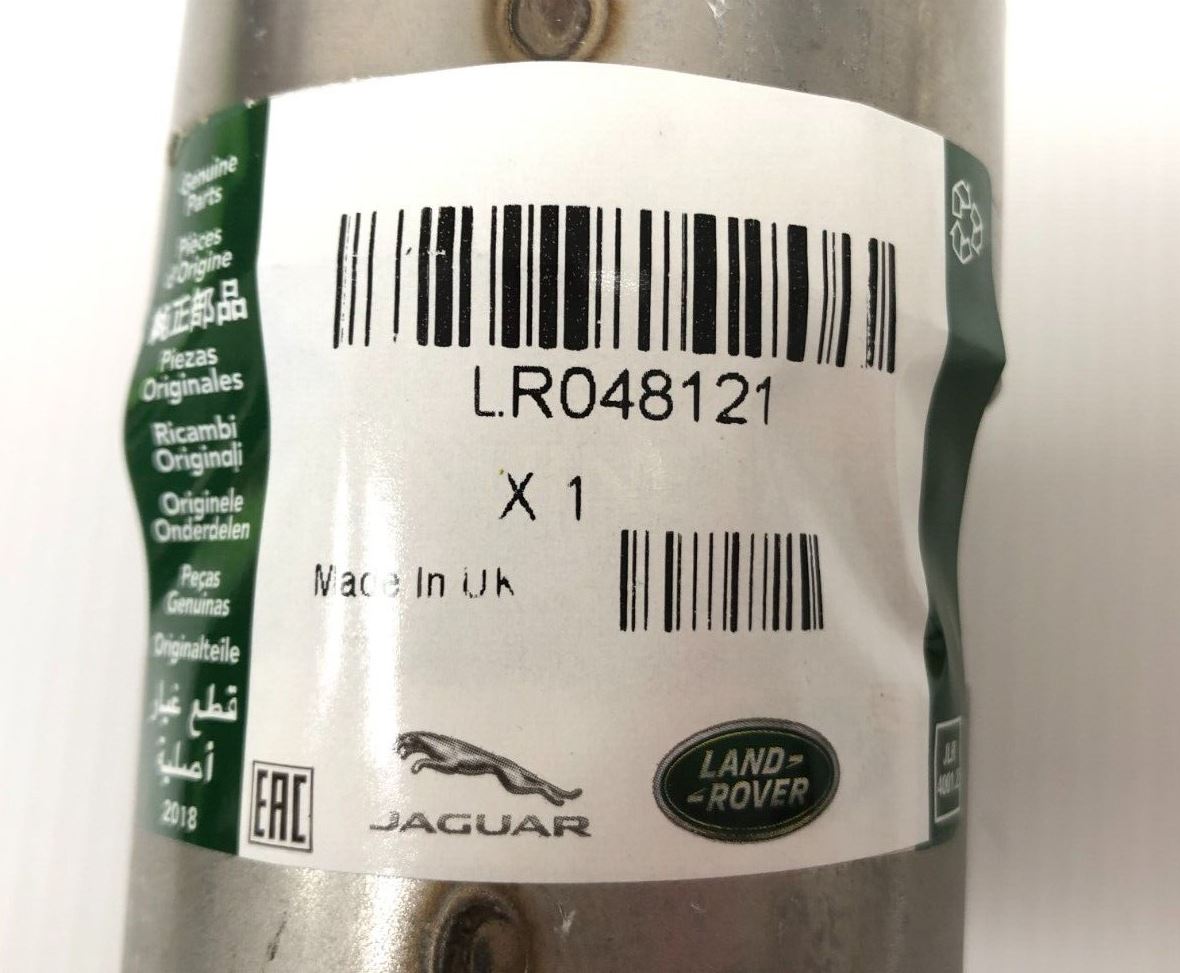 Genuine
Parts
Pièces
d'Origine
純正部品
Piezas
Originales
Ricambi
Originali
Originele
Onderdelen
Peças
Genuinas
Originalteile
قطع غيار
أصلية
2018
LR048121
X 1
Made In UK
EAC
JAGUAR
LAND-
-ROVER